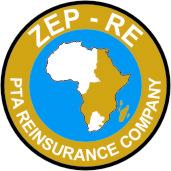 ZEP - RE
PTA REINSURANCE COMPANY